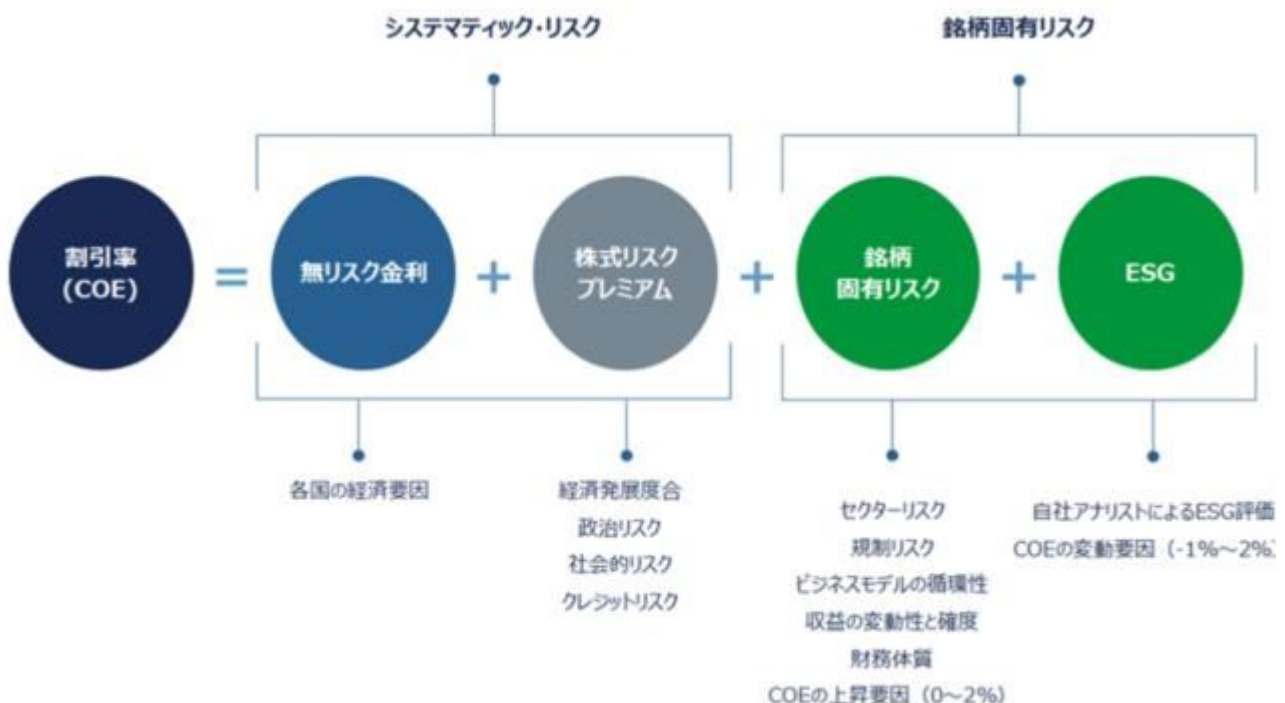 システマティック・リスク
銘柄固有リスク
割引率
(COE)
=
無リスク金利
+
株式リスク
プレミアム
+
銘柄
固有リスク
+
ESG
各国の経済要因
経済発展度合
政治リスク
社会的リスク
クレジットリスク
セクターリスク
規制リスク
ビジネスモデルの循環性
収益の変動性と確度
財務体質
COEの上昇要因（0～2%）
自社アナリストによるESG評価
COEの変動要因（-1%～2%）